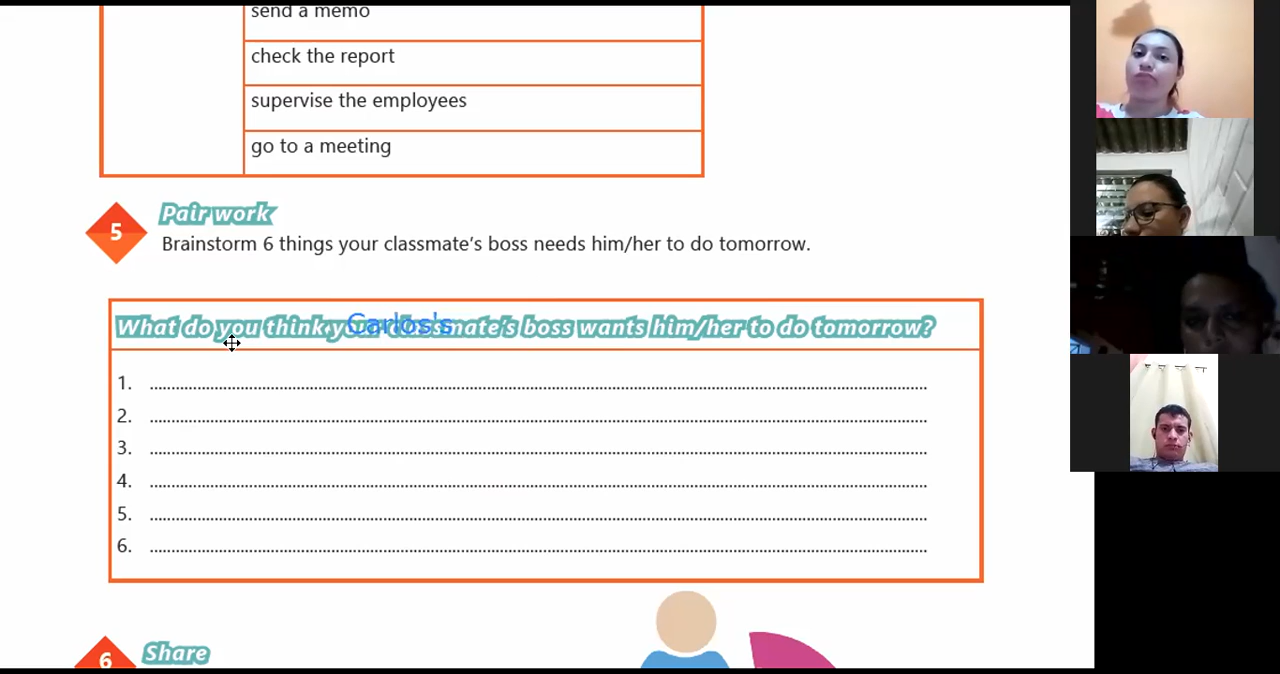 send a memo
check the report
supervise the employees
go to a meeting
5
Pair work
Brainstorm 6 things your classmate's boss needs him/her to do tomorrow.
What do you think your classmate's boss wants him/her to do tomorrow?
Carlos's
1. ....................
2. ....................
3. ....................
4. ....................
5. ....................
6. ....................
6
Share